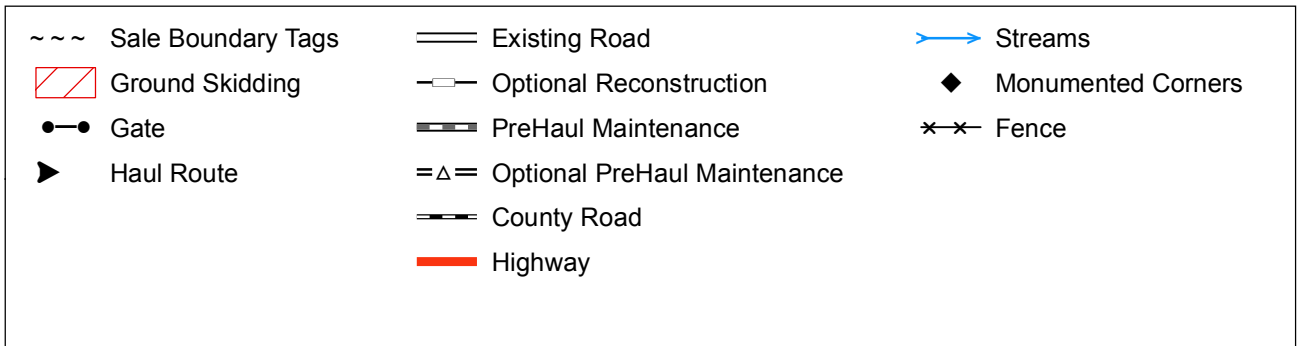 Sale Boundary Tags
Ground Skidding
Gate
Haul Route
Existing Road
Optional Reconstruction
PreHaul Maintenance
Optional PreHaul Maintenance
County Road
Highway
Streams
Monumented Corners
Fence